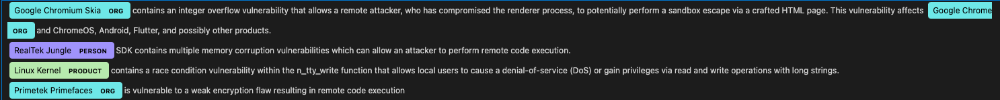 Google Chromium Skia ORG contains an integer overflow vulnerability that allows a remote attacker, who has compromised the renderer process, to potentially perform a sandbox escape via a crafted HTML page. This vulnerability affects Google Chrome
ORG and ChromeOS, Android, Flutter, and possibly other products.
RealTek Jungle PERSON SDK contains multiple memory corruption vulnerabilities which can allow an attacker to perform remote code execution.
Linux Kernel PRODUCT contains a race condition vulnerability within the n_tty_write function that allows local users to cause a denial-of-service (DoS) or gain privileges via read and write operations with long strings.
Primetek Primefaces ORG is vulnerable to a weak encryption flaw resulting in remote code execution